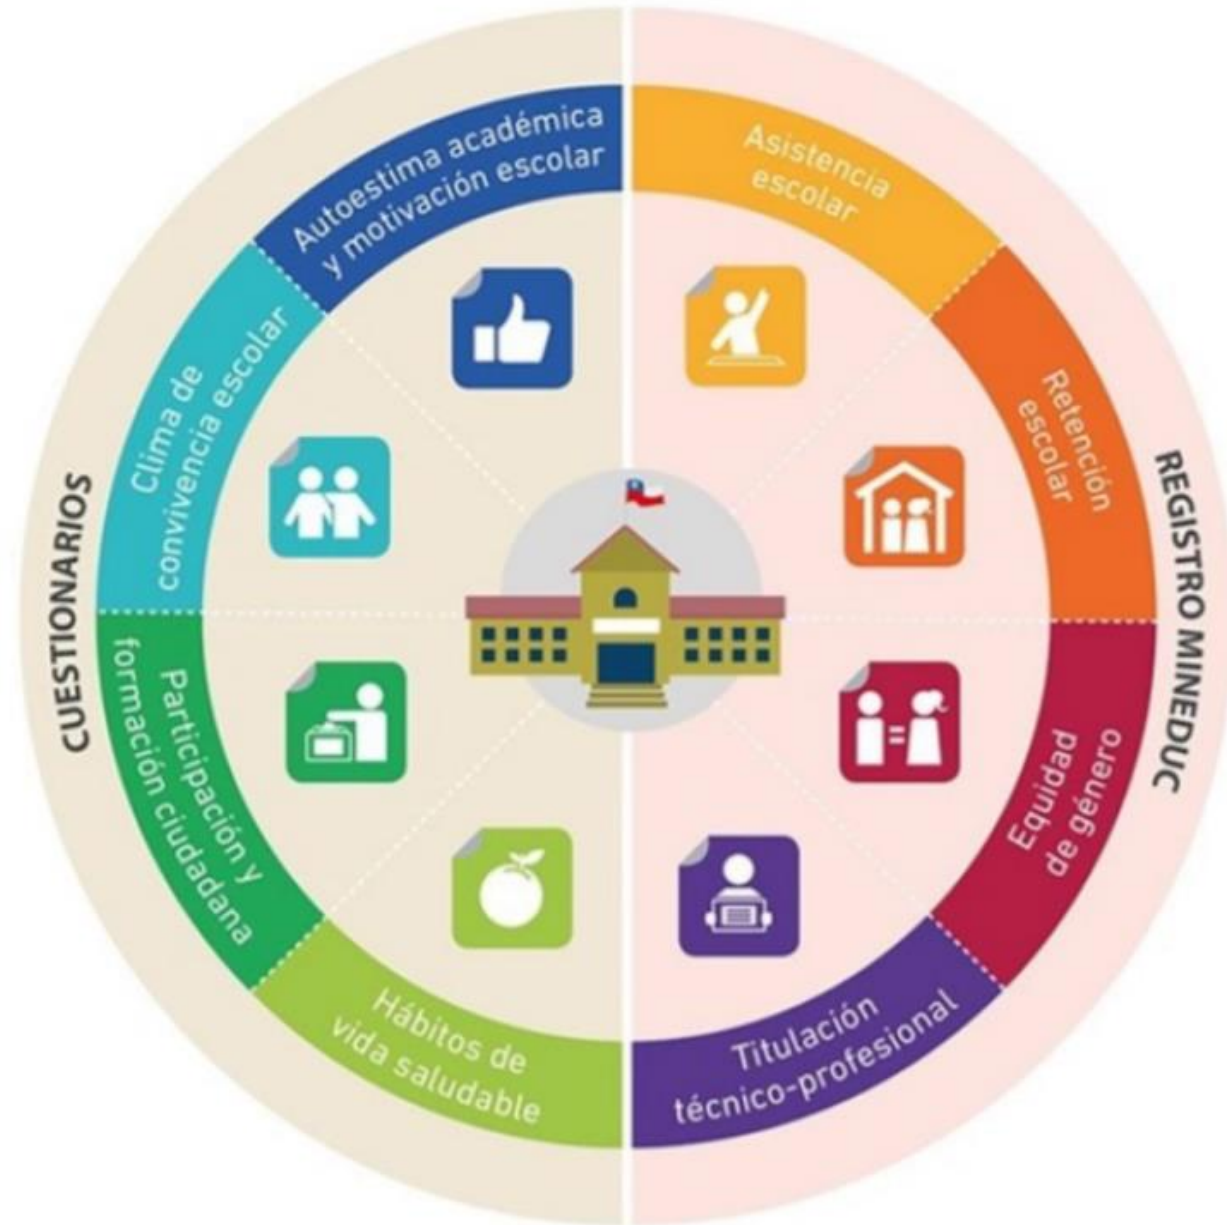 CUESTIONARIOS
Autoestima académica
y motivación escolar
Clima de
convivencia escolar
Participación y
formación ciudadana
Hábitos de
vida saludable
REGISTRO MINEDUC
Asistencia
escolar
Retención
escolar
Equidad
de género
Titulación
técnico-profesional